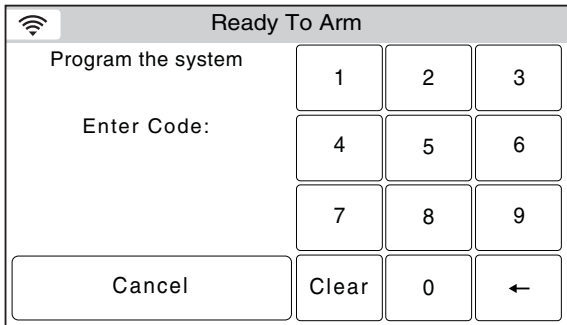 Ready To Arm
Program the system
1 2 3
Enter Code:
4 5 6
7 8 9
Cancel Clear 0 ←